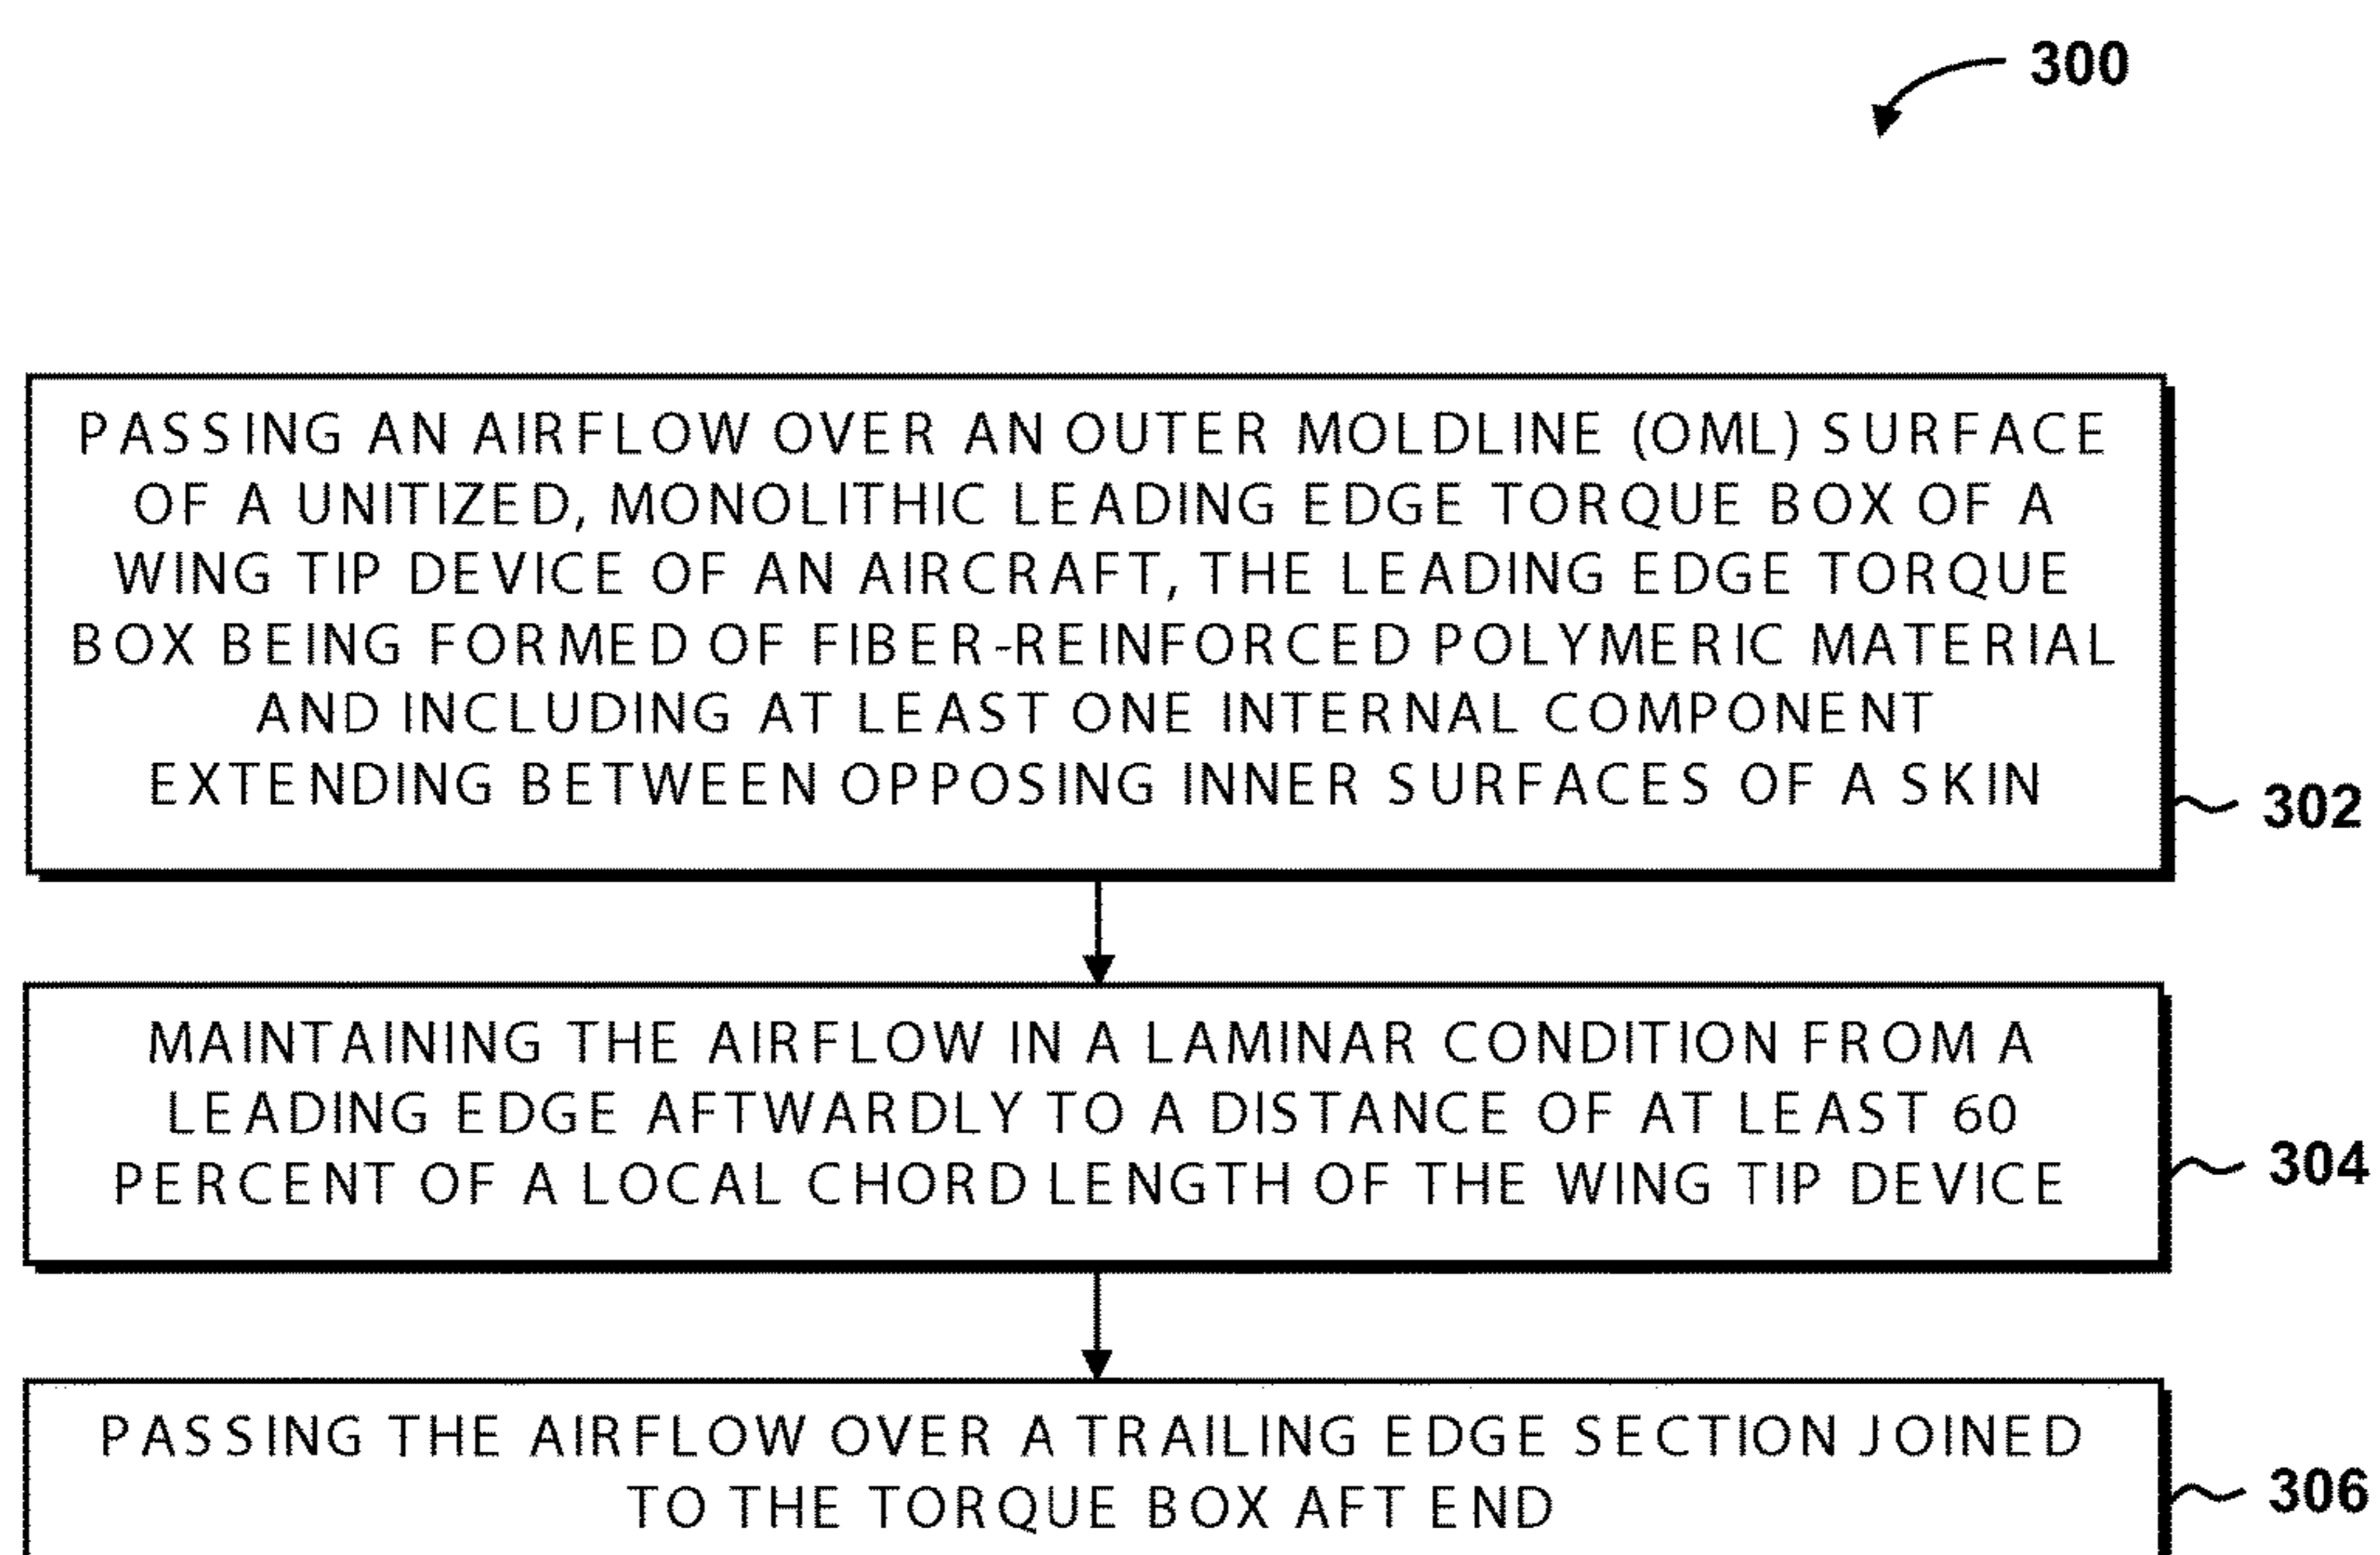 300
PASSING AN AIRFLOW OVER AN OUTER MOLDLINE (OML) SURFACE
OF A UNITIZED, MONOLITHIC LEADING EDGE TORQUE BOX OF A
WING TIP DEVICE OF AN AIRCRAFT, THE LEADING EDGE TORQUE
BOX BEING FORMED OF FIBER-REINFORCED POLYMERIC MATERIAL
AND INCLUDING AT LEAST ONE INTERNAL COMPONENT
EXTENDING BETWEEN OPPOSING INNER SURFACES OF A SKIN
302
MAINTAINING THE AIRFLOW IN A LAMINAR CONDITION FROM A
LEADING EDGE AFTWARDLY TO A DISTANCE OF AT LEAST 60
PERCENT OF A LOCAL CHORD LENGTH OF THE WING TIP DEVICE
304
PASSING THE AIRFLOW OVER A TRAILING EDGE SECTION JOINED
TO THE TORQUE BOX AFT END
306